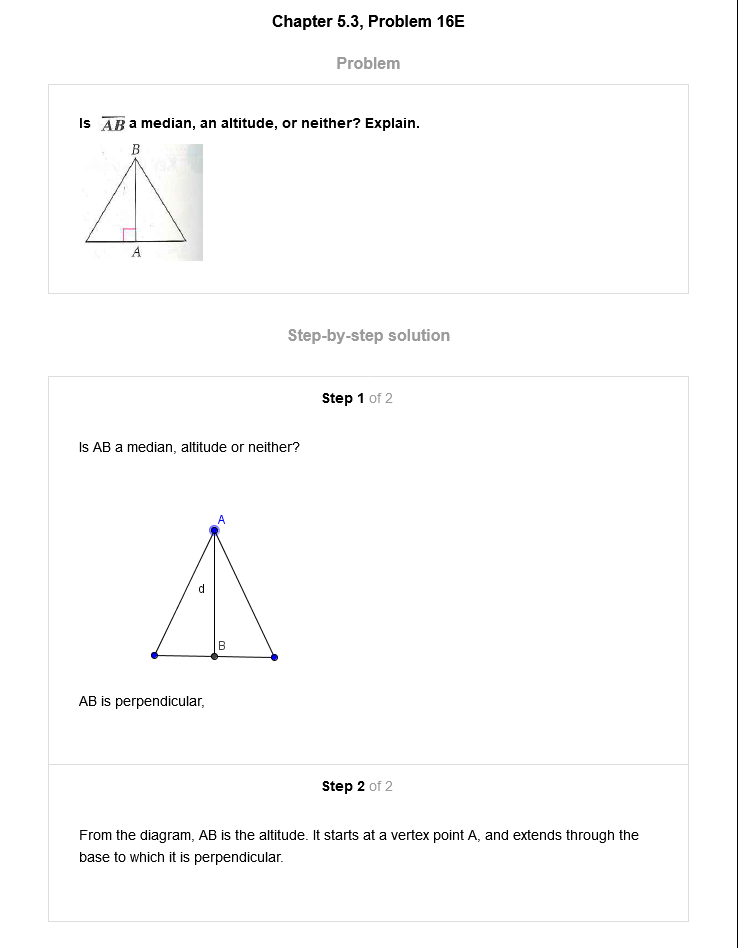 Chapter 5.3, Problem 16E
Problem
Is AB a median, an altitude, or neither? Explain.
B
A
Step-by-step solution
Step 1 of 2
Is AB a median, altitude or neither?
A
d
B
AB is perpendicular,
Step 2 of 2
From the diagram, AB is the altitude. It starts at a vertex point A, and extends through the
base to which it is perpendicular.